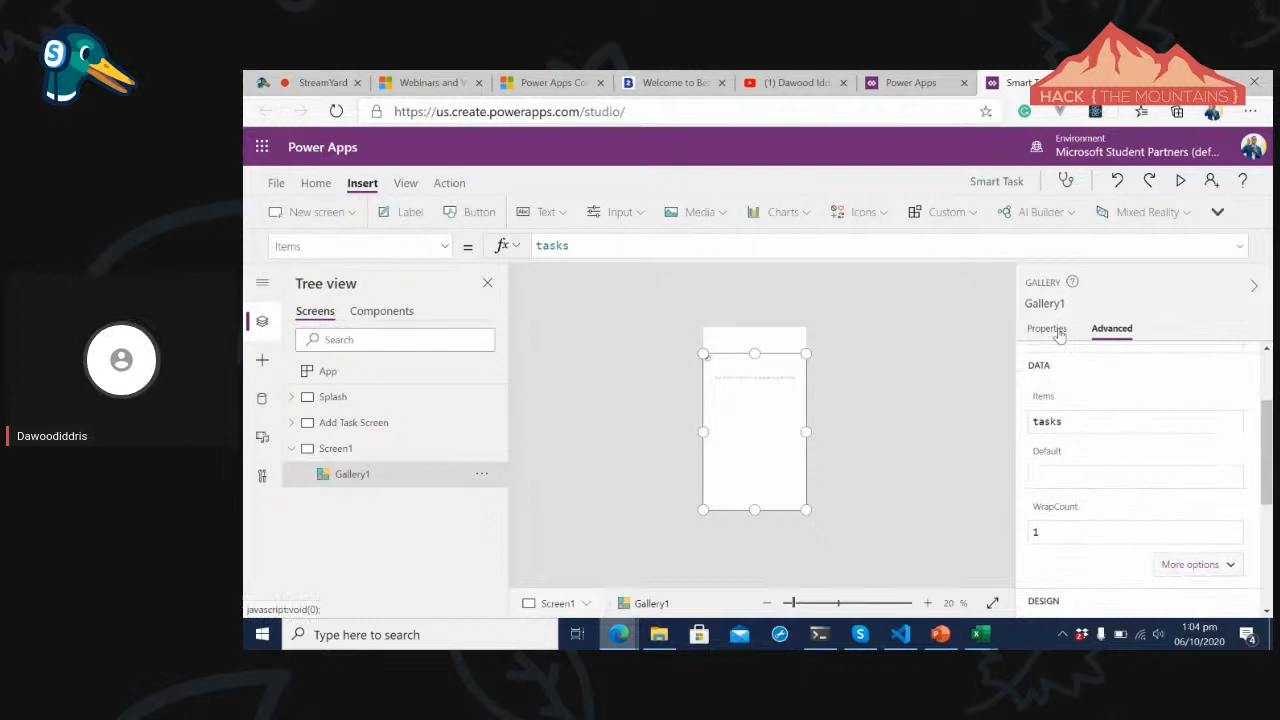 S
HACK { THE MOUNTAINS }
StreamYard
Webinars and V
Power Apps Co
Welcome to Be
(1) Dawood Idd
Power Apps
Smart T
https://us.create.powerapps.com/studio/
Power Apps
Environment
Microsoft Student Partners (def...
File
Home
Insert
View
Action
Smart Task
New screen
Label
Button
Text
Input
Media
Charts
Icons
Custom
AI Builder
Mixed Reality
Items
=
fx
tasks
Tree view
Screens
Components
Search
App
Splash
Add Task Screen
Screen1
Gallery1
GALLERY
Gallery1
Properties
Advanced
DATA
Items
tasks
Default
WrapCount
1
More options
DESIGN
Dawoodiddris
javascript:void(0);
Screen1
Gallery1
20 %
Type here to search
1:04 pm
06/10/2020
4